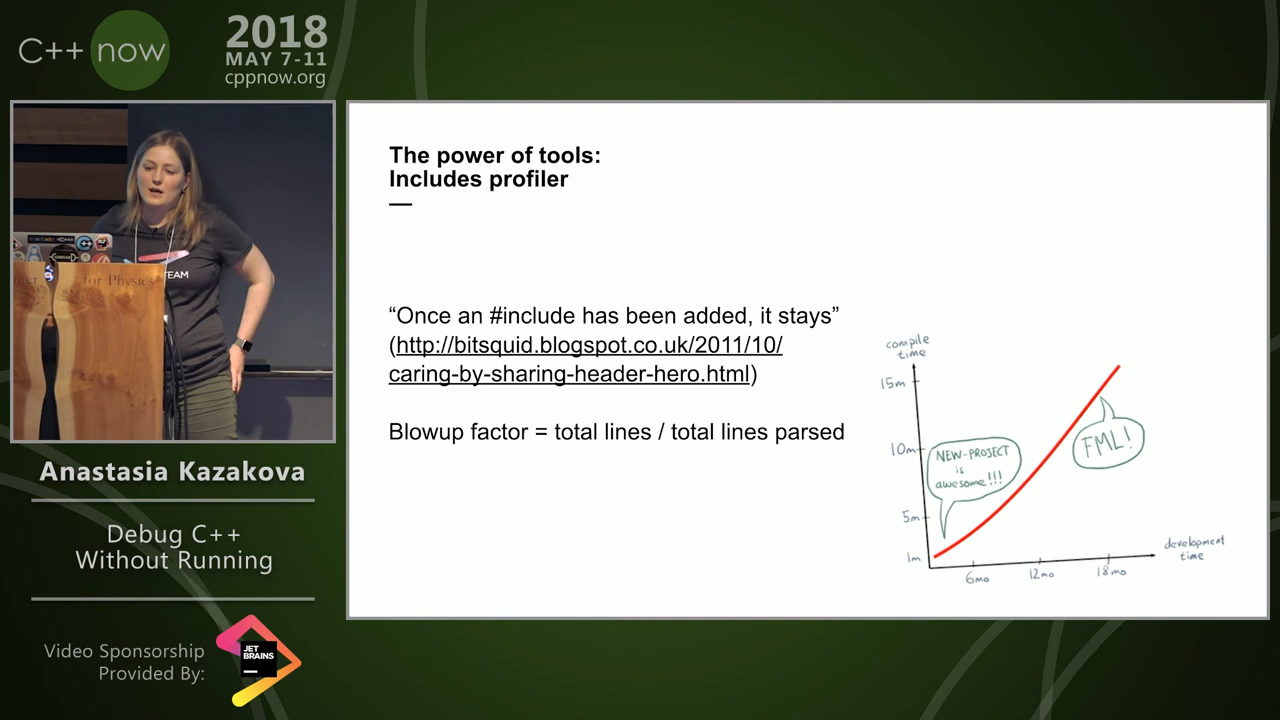 C++ now
2018
MAY 7-11
cppnow.org
The power of tools:
Includes profiler
“Once an #include has been added, it stays”
(http://bitsquid.blogspot.co.uk/2011/10/
caring-by-sharing-header-hero.html)
Blowup factor = total lines / total lines parsed
compile
time
15m
10m
5m
1m
NEW-PROJECT
is
awesome!!!
FML!
development
time
6mo
12mo
18mo
for Physics
TEAM
Anastasia Kazakova
Debug C++
Without Running
Video Sponsorship
Provided By:
JET
BRAINS